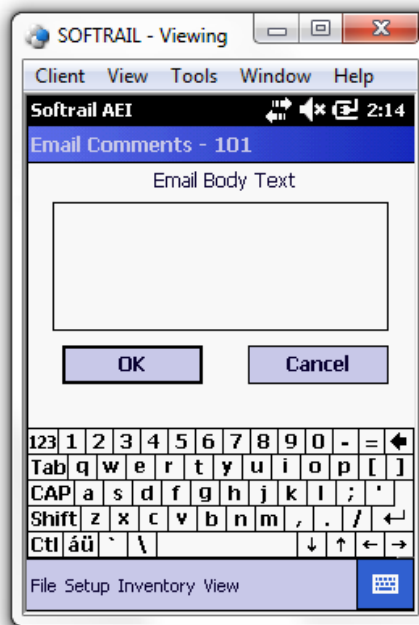 SOFTRAIL - Viewing
Client View Tools Window Help
Softrail AEI 2:14
Email Comments - 101
Email Body Text
OK Cancel
123 1 2 3 4 5 6 7 8 9 0 - =
Tab q w e r t y u i o p [ ]
CAP a s d f g h j k l ; '
Shift z x c v b n m , . /
Ctl áü ` \ ↓ ↑ ← →
File Setup Inventory View